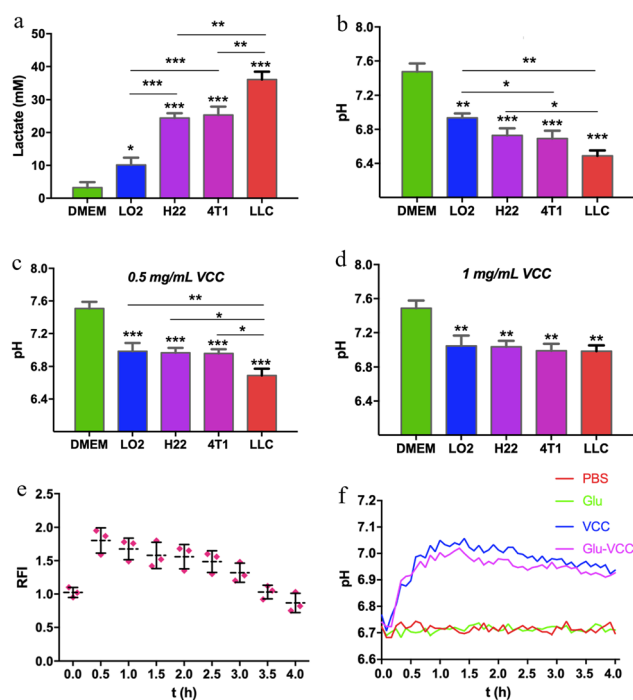 a
b
Lactate (mM)
50
40
30
20
10
0
**
**
***
***
***
***
***
*
DMEM
LO2
H22
4T1
LLC
pH
8.0
7.6
7.2
6.8
6.4
**
*
*
**
***
***
***
DMEM
LO2
H22
4T1
LLC
c
d
0.5 mg/mL VCC
pH
8.0
7.6
7.2
6.8
6.4
**
*
*
***
***
***
***
DMEM
LO2
H22
4T1
LLC
1 mg/mL VCC
pH
8.0
7.6
7.2
6.8
6.4
**
**
**
**
DMEM
LO2
H22
4T1
LLC
e
f
RFI
2.5
2.0
1.5
1.0
0.5
0.0
0.0 0.5 1.0 1.5 2.0 2.5 3.0 3.5 4.0
t (h)
PBS
Glu
VCC
Glu-VCC
pH
7.2
7.1
7.0
6.9
6.8
6.7
6.6
0.0 0.5 1.0 1.5 2.0 2.5 3.0 3.5 4.0
t (h)